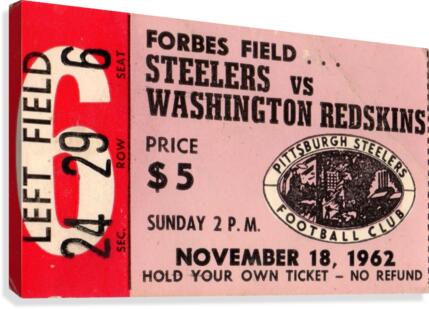 LEFT FIELD
6
24 29 6
SEC. ROW SEAT
FORBES FIELD . . .
STEELERS VS
WASHINGTON REDSKINS
PRICE
$5
SUNDAY 2 P. M.
PITTSBURGH STEELERS
FOOTBALL CLUB
NOVEMBER 18, 1962
HOLD YOUR OWN TICKET – NO REFUND